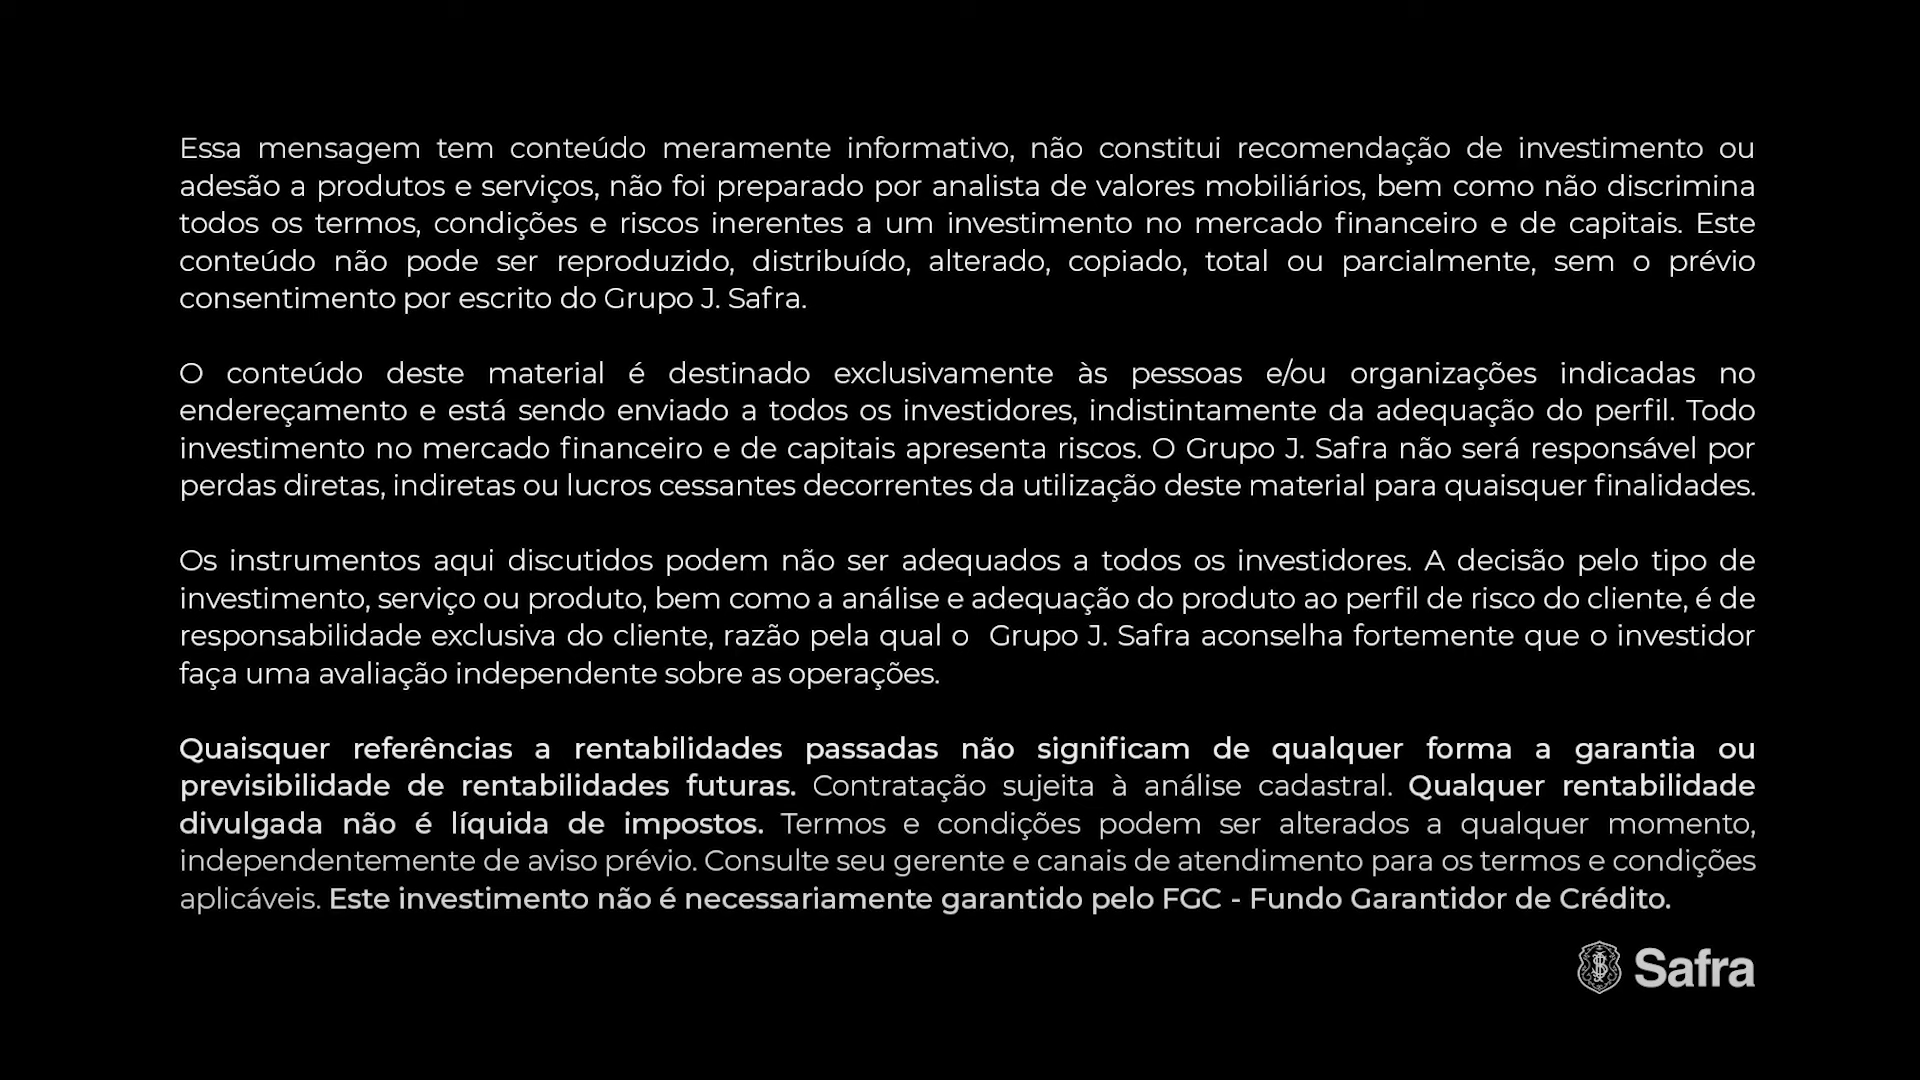 Essa mensagem tem conteúdo meramente informativo, não constitui recomendação de investimento ou
adesão a produtos e serviços, não foi preparado por analista de valores mobiliários, bem como não discrimina
todos os termos, condições e riscos inerentes a um investimento no mercado financeiro e de capitais. Este
conteúdo não pode ser reproduzido, distribuído, alterado, copiado, total ou parcialmente, sem o prévio
consentimento por escrito do Grupo J. Safra.
O conteúdo deste material é destinado exclusivamente às pessoas e/ou organizações indicadas no
endereçamento e está sendo enviado a todos os investidores, indistintamente da adequação do perfil. Todo
investimento no mercado financeiro e de capitais apresenta riscos. O Grupo J. Safra não será responsável por
perdas diretas, indiretas ou lucros cessantes decorrentes da utilização deste material para quaisquer finalidades.
Os instrumentos aqui discutidos podem não ser adequados a todos os investidores. A decisão pelo tipo de
investimento, serviço ou produto, bem como a análise e adequação do produto ao perfil de risco do cliente, é de
responsabilidade exclusiva do cliente, razão pela qual o  Grupo J. Safra aconselha fortemente que o investidor
faça uma avaliação independente sobre as operações.
Quaisquer referências a rentabilidades passadas não significam de qualquer forma a garantia ou
previsibilidade de rentabilidades futuras. Contratação sujeita à análise cadastral. Qualquer rentabilidade
divulgada não é líquida de impostos. Termos e condições podem ser alterados a qualquer momento,
independentemente de aviso prévio. Consulte seu gerente e canais de atendimento para os termos e condições
aplicáveis. Este investimento não é necessariamente garantido pelo FGC - Fundo Garantidor de Crédito.
Safra